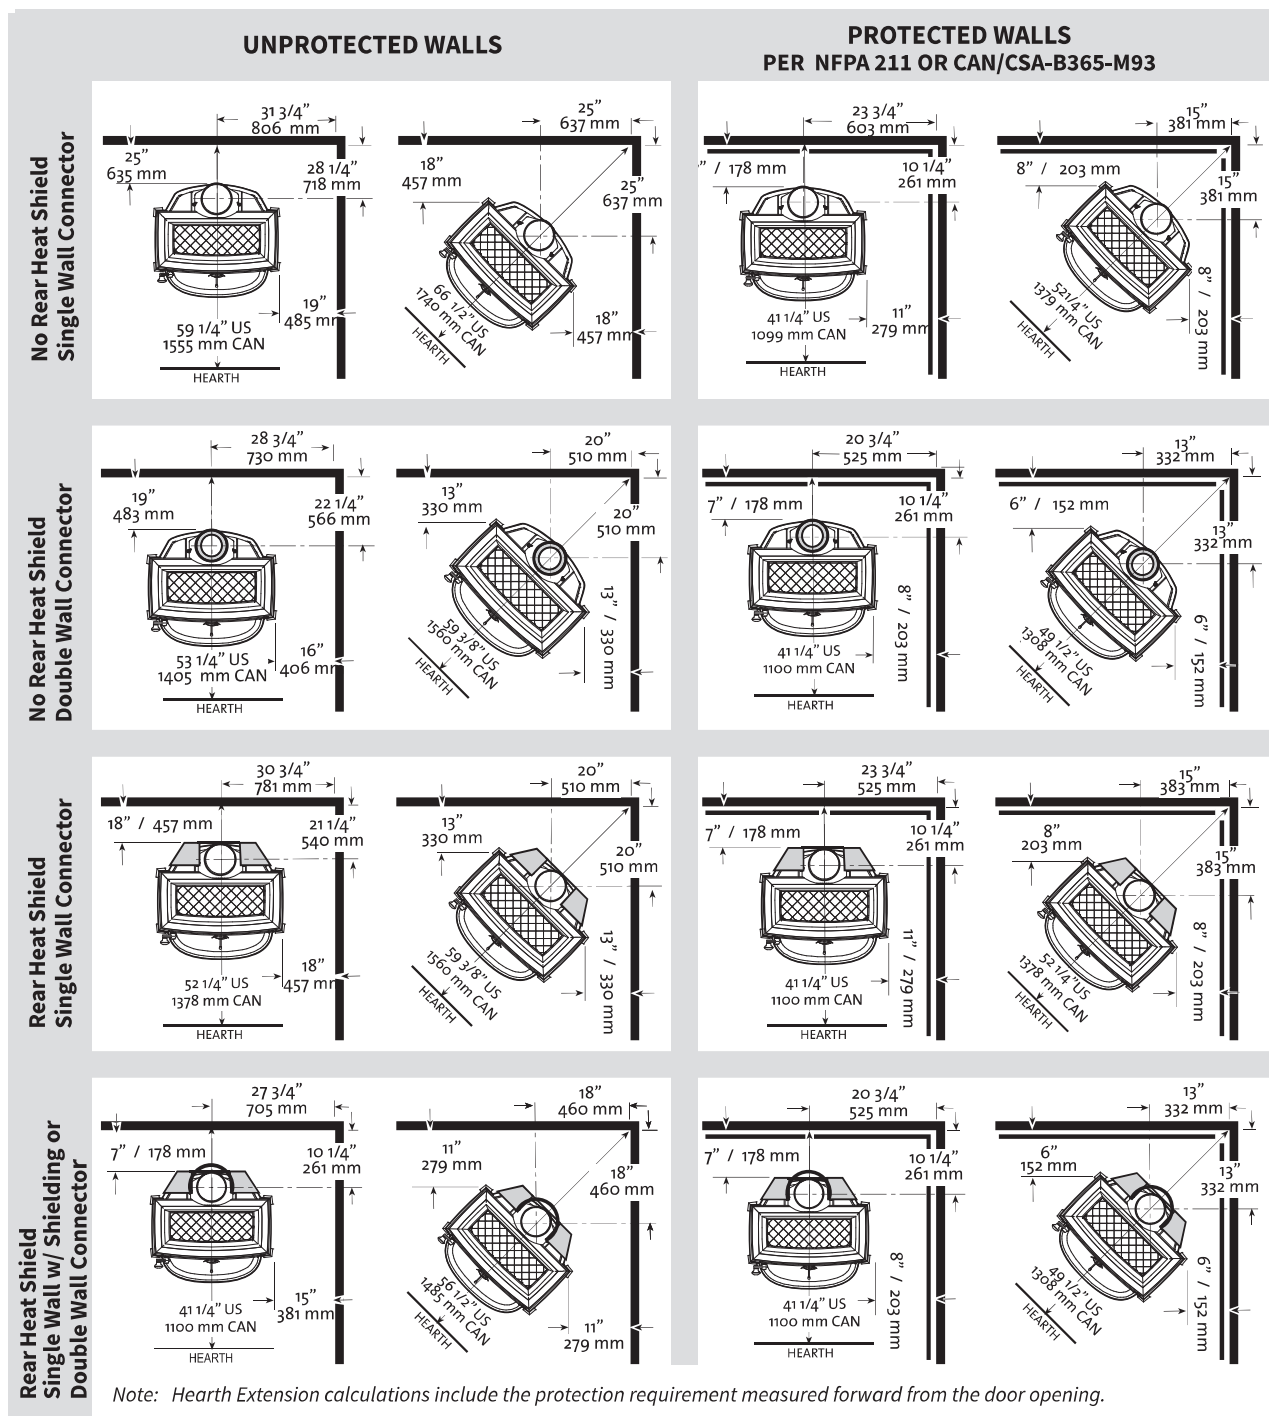 UNPROTECTED WALLS
PROTECTED WALLS
PER NFPA 211 OR CAN/CSA-B365-M93
No Rear Heat Shield
Single Wall Connector
31 3/4”
806 mm
25”
635 mm
28 1/4”
718 mm
19”
485 mm
59 1/4” US
1555 mm CAN
HEARTH
25”
637 mm
18”
457 mm
25”
637 mm
66 1/2” US
1740 mm CAN
HEARTH
18”
457 mm
23 3/4”
603 mm
” / 178 mm
10 1/4”
261 mm
41 1/4” US
1099 mm CAN
11”
279 mm
HEARTH
15”
381 mm
8” / 203 mm
15”
381 mm
521/4” US
1379 mm CAN
HEARTH
8” / 203 mm
No Rear Heat Shield
Double Wall Connector
28 3/4”
730 mm
19”
483 mm
22 1/4”
566 mm
53 1/4” US
1405 mm CAN
16”
406 mm
HEARTH
20”
510 mm
13”
330 mm
20”
510 mm
59 3/8” US
1560 mm CAN
HEARTH
13” / 330 mm
20 3/4”
525 mm
7” / 178 mm
10 1/4”
261 mm
8” / 203 mm
41 1/4” US
1100 mm CAN
HEARTH
13”
332 mm
6” / 152 mm
13”
332 mm
49 1/2” US
1308 mm CAN
HEARTH
6” / 152 mm
Rear Heat Shield
Single Wall Connector
30 3/4”
781 mm
18” / 457 mm
21 1/4”
540 mm
52 1/4” US
1378 mm CAN
18”
457 mm
HEARTH
20”
510 mm
13”
330 mm
20”
510 mm
59 3/8” US
1560 mm CAN
HEARTH
13” / 330 mm
23 3/4”
525 mm
7” / 178 mm
10 1/4”
261 mm
11” / 279 mm
41 1/4” US
1100 mm CAN
HEARTH
15”
383 mm
8”
203 mm
15”
383 mm
52 1/4” US
1378 mm CAN
HEARTH
8” / 203 mm
Rear Heat Shield
Single Wall w/ Shielding or
Double Wall Connector
27 3/4”
705 mm
7” / 178 mm
10 1/4”
261 mm
41 1/4” US
1100 mm CAN
15”
381 mm
HEARTH
18”
460 mm
11”
279 mm
18”
460 mm
56 1/2” US
1485 mm CAN
HEARTH
11”
279 mm
20 3/4”
525 mm
7” / 178 mm
10 1/4”
261 mm
8” / 203 mm
41 1/4” US
1100 mm CAN
HEARTH
13”
332 mm
6”
152 mm
13”
332 mm
49 1/2” US
1308 mm CAN
HEARTH
6” / 152 mm
Note: Hearth Extension calculations include the protection requirement measured forward from the door opening.